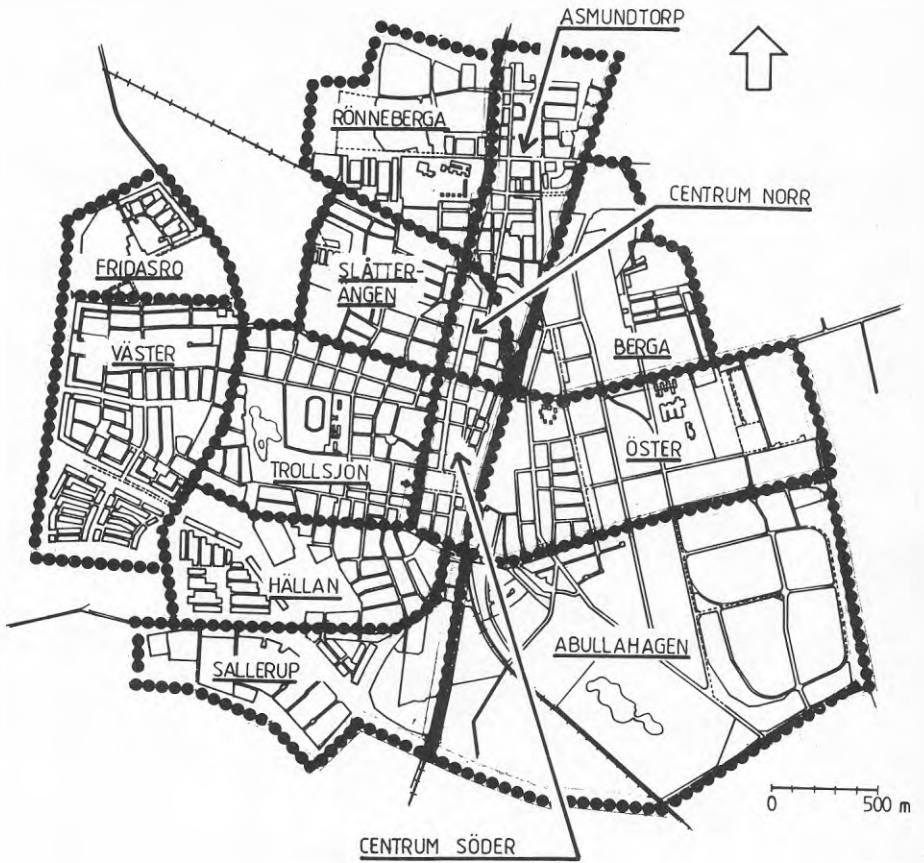 ASMUNDTORP
RÖNNEBERGA
CENTRUM NORR
SLÅTTER-
ÄNGEN
FRIDASRO
VÄSTER
BERGA
ÖSTER
TROLLSJÖN
HÄLLAN
ABULLAHAGEN
SALLERUP
0 500 m
CENTRUM SÖDER